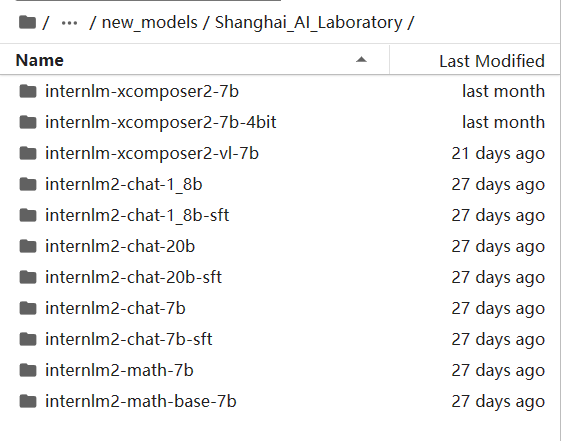 / ··· / new_models / Shanghai_AI_Laboratory /
Name Last Modified
internlm-xcomposer2-7b last month
internlm-xcomposer2-7b-4bit last month
internlm-xcomposer2-vl-7b 21 days ago
internlm2-chat-1_8b 27 days ago
internlm2-chat-1_8b-sft 27 days ago
internlm2-chat-20b 27 days ago
internlm2-chat-20b-sft 27 days ago
internlm2-chat-7b 27 days ago
internlm2-chat-7b-sft 27 days ago
internlm2-math-7b 27 days ago
internlm2-math-base-7b 27 days ago